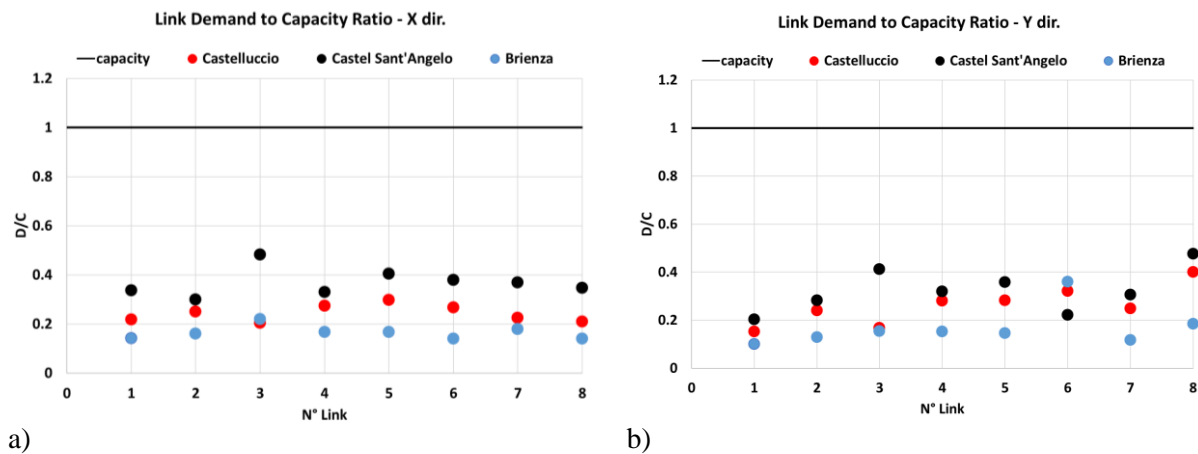 Link Demand to Capacity Ratio - X dir.
capacity Castelluccio Castel Sant'Angelo Brienza
1.2
1
0.8
0.6
0.4
0.2
0
D/C
0 1 2 3 4 5 6 7 8
N° Link
a)
Link Demand to Capacity Ratio - Y dir.
capacity Castelluccio Castel Sant'Angelo Brienza
1.2
1
0.8
0.6
0.4
0.2
0
D/C
0 1 2 3 4 5 6 7 8
N° Link
b)